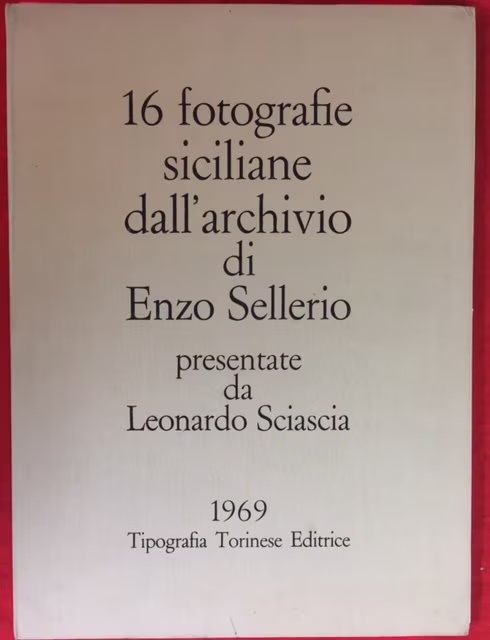 16 fotografie
siciliane
dall'archivio
di
Enzo Sellerio
presentate
da
Leonardo Sciascia
1969
Tipografia Torinese Editrice